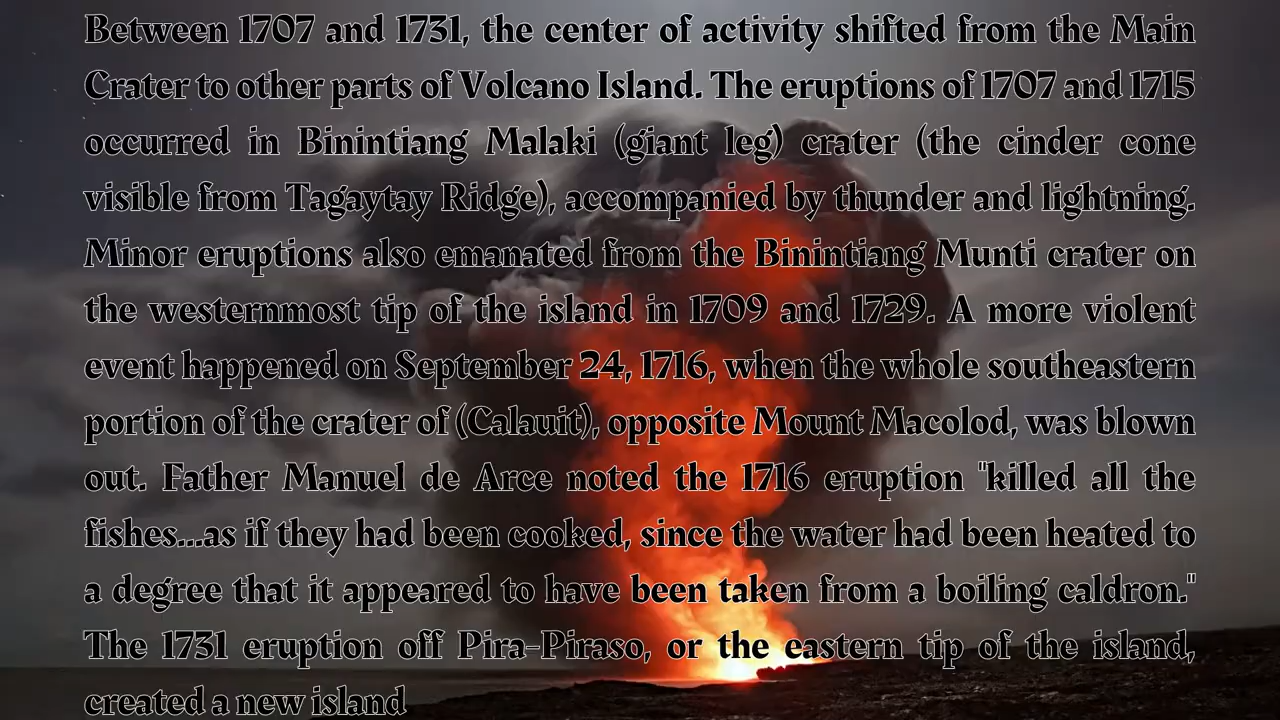 Between 1707 and 1731, the center of activity shifted from the Main
Crater to other parts of Volcano Island. The eruptions of 1707 and 1715
occurred in Binintiang Malaki (giant leg) crater (the cinder cone
visible from Tagaytay Ridge), accompanied by thunder and lightning.
Minor eruptions also emanated from the Binintiang Munti crater on
the westernmost tip of the island in 1709 and 1729. A more violent
event happened on September 24, 1716, when the whole southeastern
portion of the crater of (Calauit), opposite Mount Macolod, was blown
out. Father Manuel de Arce noted the 1716 eruption "killed all the
fishes...as if they had been cooked, since the water had been heated to
a degree that it appeared to have been taken from a boiling caldron."
The 1731 eruption off Pira-Piraso, or the eastern tip of the island,
created a new island